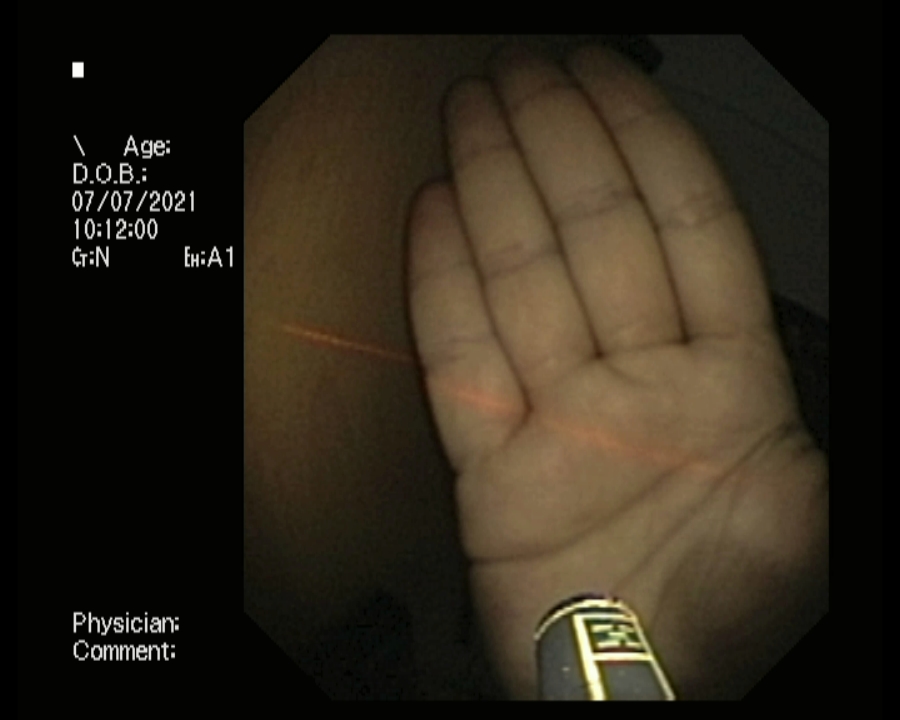 \ Age:
D.O.B.:
07/07/2021
10:12:00
Cr:N EH:A1
Physician:
Comment: